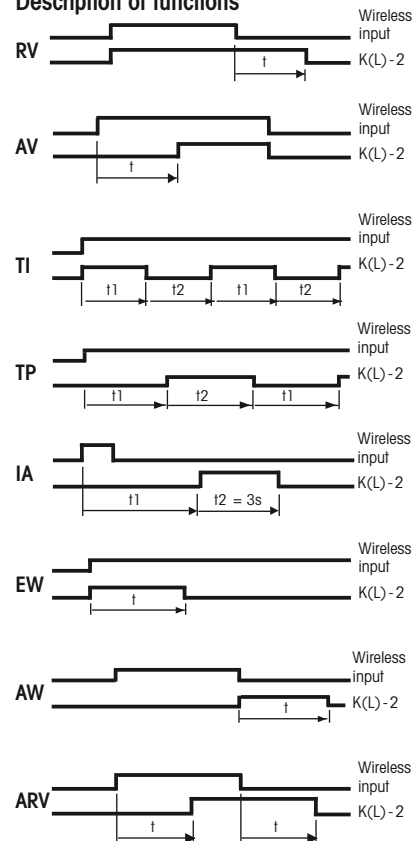 Description of functions
Wireless
input
RV
t
K(L)-2
Wireless
input
AV
K(L)-2
t
Wireless
input
TI
K(L)-2
t1 t2 t1 t2
Wireless
input
TP
K(L)-2
t1 t2 t1
Wireless
input
IA
K(L)-2
t1 t2 = 3s
Wireless
input
EW
t
K(L)-2
Wireless
input
AW
t
K(L)-2
Wireless
input
ARV
K(L)-2
t t